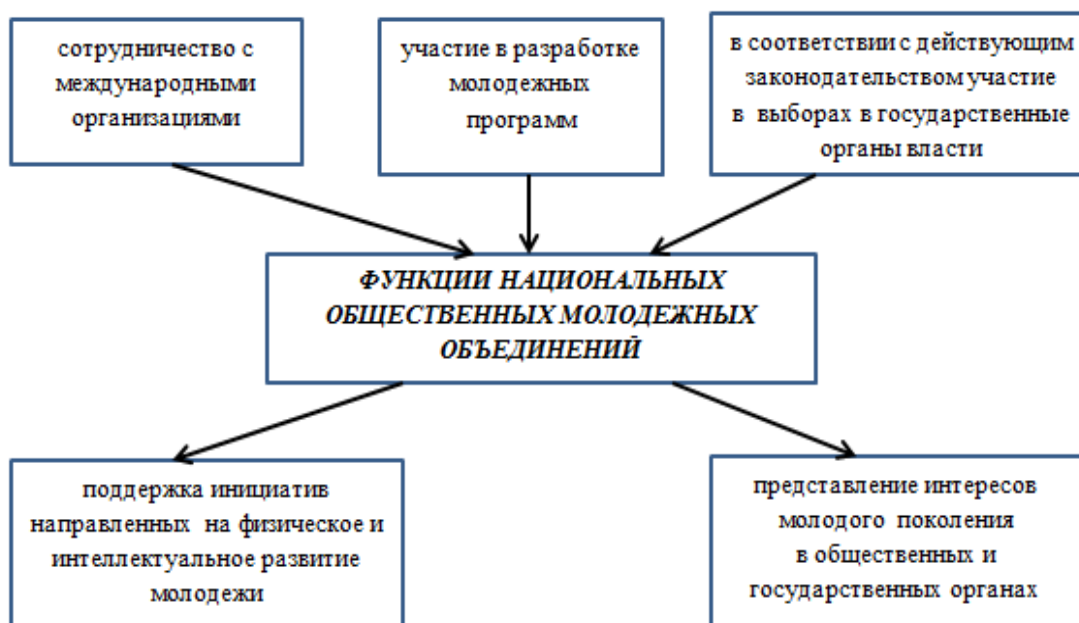 сотрудничество с
международными
организациями
участие в разработке
молодежных
программ
в соответствии с действующим
законодательством участие
в выборах в государственные
органы власти
ФУНКЦИИ НАЦИОНАЛЬНЫХ
ОБЩЕСТВЕННЫХ МОЛОДЕЖНЫХ
ОБЪЕДИНЕНИЙ
поддержка инициатив
направленных на физическое и
интеллектуальное развитие
молодежи
представление интересов
молодого поколения
в общественных и
государственных органах